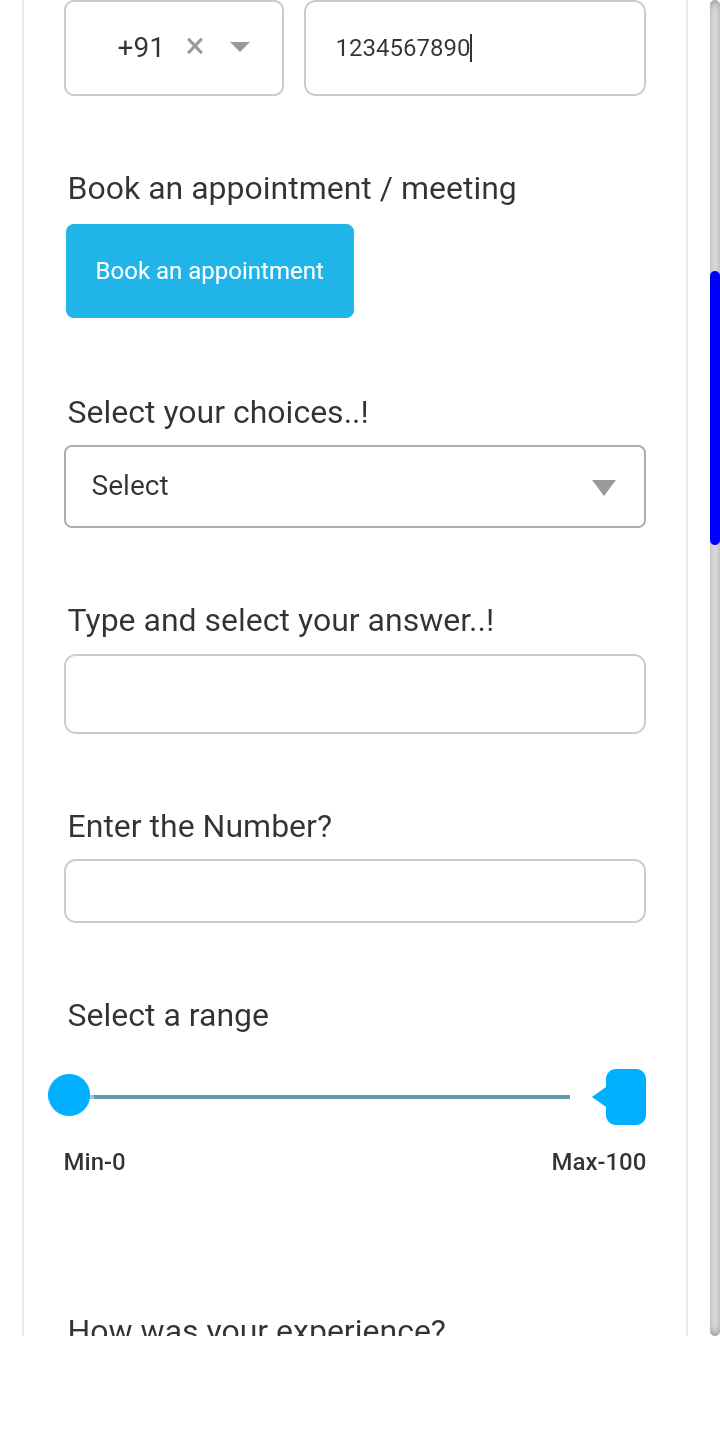 +91 × 1234567890
Book an appointment / meeting
Book an appointment
Select your choices..!
Select
Type and select your answer..!
Enter the Number?
Select a range
Min-0 Max-100
How was your experience?